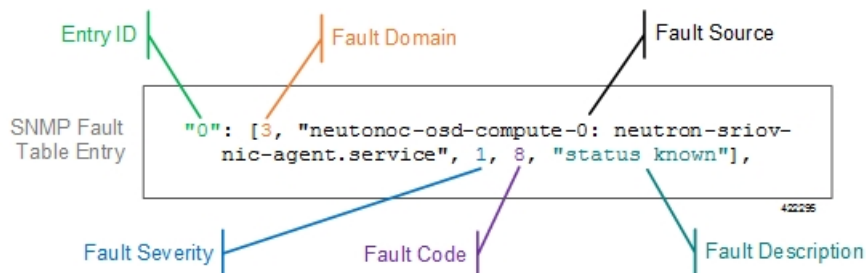 Entry ID
Fault Domain
Fault Source
SNMP Fault
Table Entry
"0": [3, "neutonoc-osd-compute-0: neutron-sriov-
nic-agent.service", 1, 8, "status known"],
422295
Fault Severity
Fault Code
Fault Description